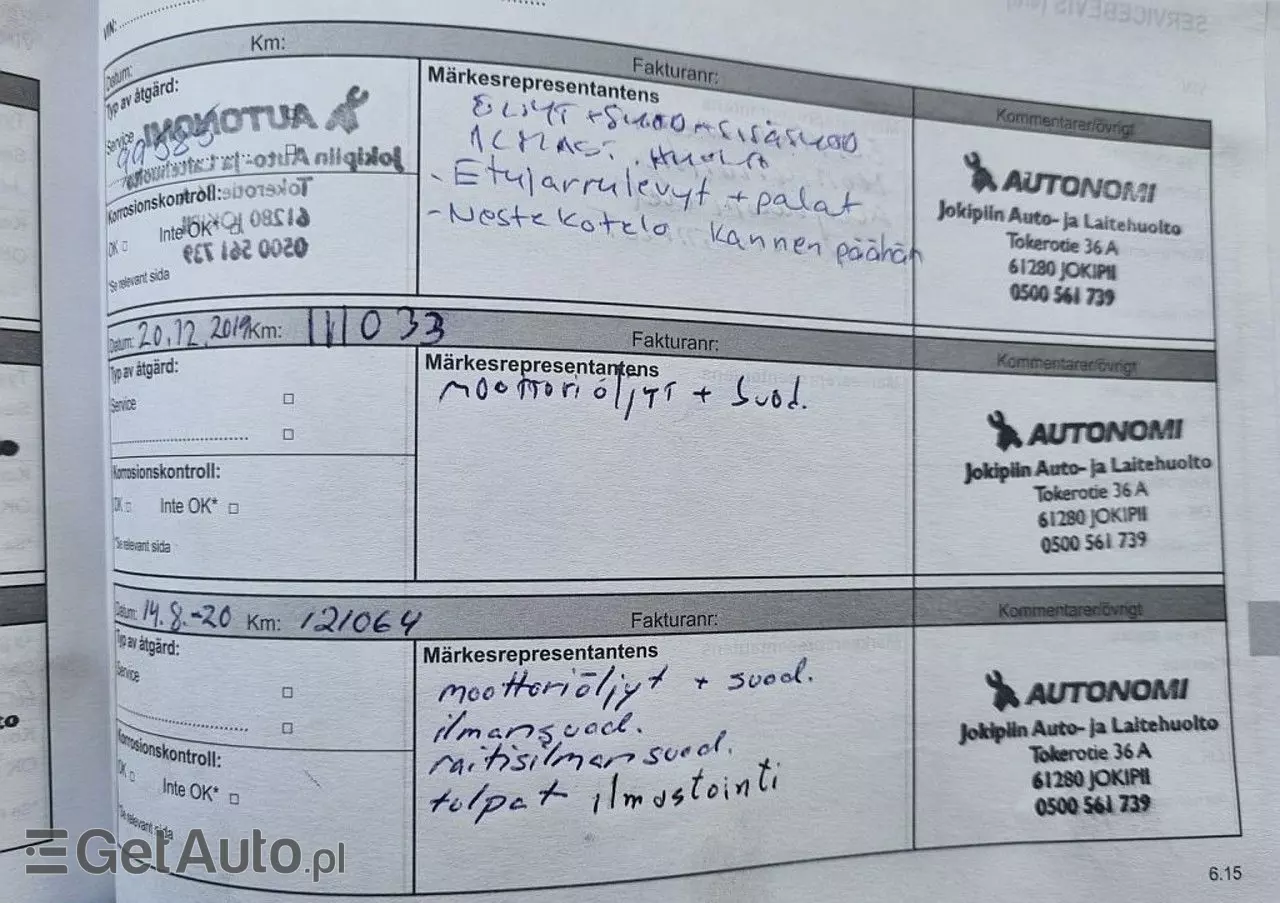 VIN:
Datum: Km: Fakturanr:
Typ av åtgärd:
Service 99585
Korrosionskontroll:
OK Inte OK*
*Se relevant sida
Märkesrepresentantens
+ sisäsuod
- Etujarrulevyt + palat
- Nestekotelo kannen päähän
Kommentarer/övrigt
AUTONOMI
Jokipiin Auto- ja Laitehuolto
Tokerotie 36 A
61280 JOKIPII
0500 561 739
Datum: 20.12.2019 Km: 111033 Fakturanr:
Typ av åtgärd:
Service
Korrosionskontroll:
OK Inte OK*
*Se relevant sida
Märkesrepresentantens
moottoriöljyt + suod.
Kommentarer/övrigt
AUTONOMI
Jokipiin Auto- ja Laitehuolto
Tokerotie 36 A
61280 JOKIPII
0500 561 739
Datum: 14.8.-20 Km: 121064 Fakturanr:
Typ av åtgärd:
Service
Korrosionskontroll:
OK Inte OK*
*Se relevant sida
Märkesrepresentantens
moottoriöljyt + suod.
ilmansuod.
raitisilmansuod.
tulpat ilmastointi
Kommentarer/övrigt
AUTONOMI
Jokipiin Auto- ja Laitehuolto
Tokerotie 36 A
61280 JOKIPII
0500 561 739
6.15
GetAuto.pl